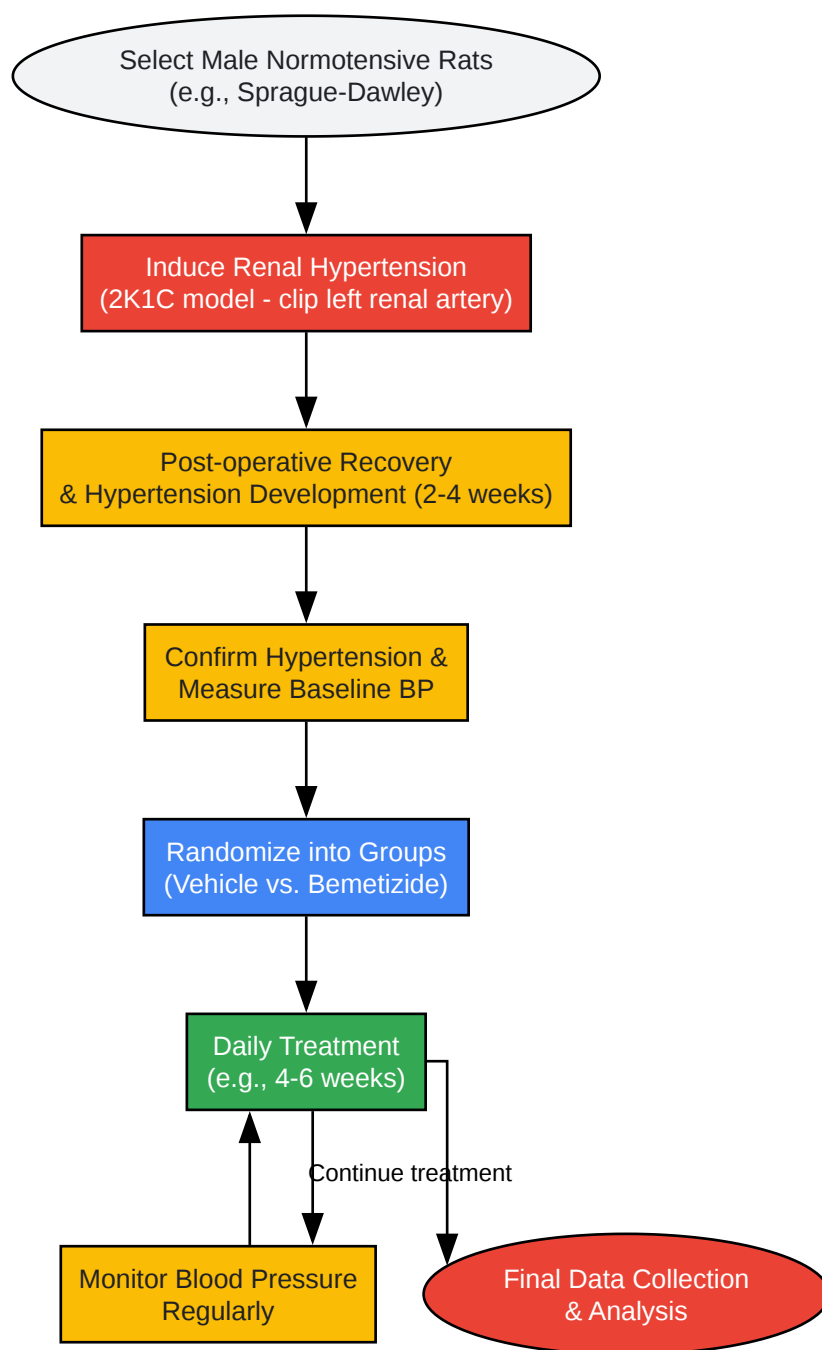 Select Male Normotensive Rats
(e.g., Sprague-Dawley)
Induce Renal Hypertension
(2K1C model - clip left renal artery)
Post-operative Recovery
& Hypertension Development (2-4 weeks)
Confirm Hypertension &
Measure Baseline BP
Randomize into Groups
(Vehicle vs. Bemetizide)
Daily Treatment
(e.g., 4-6 weeks)
Continue treatment
Monitor Blood Pressure
Regularly
Final Data Collection
& Analysis